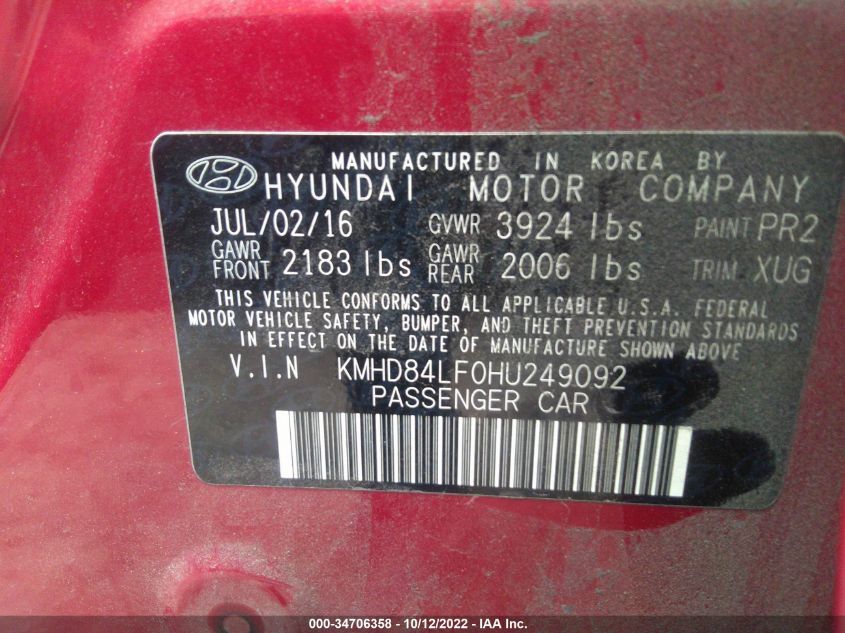 MANUFACTURED IN KOREA BY
HYUNDAI MOTOR COMPANY
JUL/02/16 GVWR 3924 lbs PAINT PR2
GAWR FRONT 2183 lbs GAWR REAR 2006 lbs TRIM XUG
THIS VEHICLE CONFORMS TO ALL APPLICABLE U.S.A. FEDERAL
MOTOR VEHICLE SAFETY, BUMPER, AND THEFT PREVENTION STANDARDS
IN EFFECT ON THE DATE OF MANUFACTURE SHOWN ABOVE
V.I.N KMHD84LF0HU249092
PASSENGER CAR
000-34706358 - 10/12/2022 - IAA Inc.